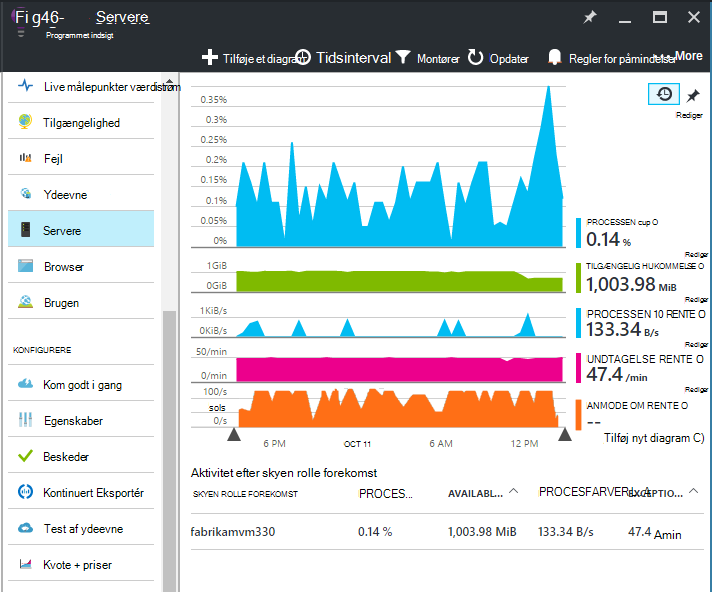 Fi g46-
Servere
Programmet indsigt
Tilføje et diagram
Tidsinterval
Montører
Opdater
Regler for påmindelser
More
Live målepunkter værdistrøm
Tilgængelighed
Fejl
Ydeevne
Servere
Browser
Brugen
KONFIGURERE
Kom godt i gang
Egenskaber
Beskeder
Kontinuert Eksportér
Test af ydeevne
Kvote + priser
Rediger
0.35%
0.3%
0.25%
0.2%
0.15%
0.1%
0.05%
0%
PROCESSEN cup O
0.14 %
Rediger
1GiB
0GiB
TILGÆNGELIG HUKOMMELSE O
1,003.98 MiB
Rediger
1KiB/s
0KiB/s
PROCESSEN 10 RENTE O
133.34 B/s
Rediger
50/min
0/min
UNDTAGELSE RENTE O
47.4 /min
Rediger
100/s
sols
0/s
ANMODE OM RENTE O
--
6 PM
OCT 11
6 AM
12 PM
Tilføj nyt diagram C)
Aktivitet efter skyen rolle forekomst
SKYEN ROLLE FOREKOMST
PROCES...
AVAILABL...
PROCESFARVER
EXCEPTIO...
fabrikamvm330
0.14 %
1,003.98 MiB
133.34 B/s
47.4 Amin